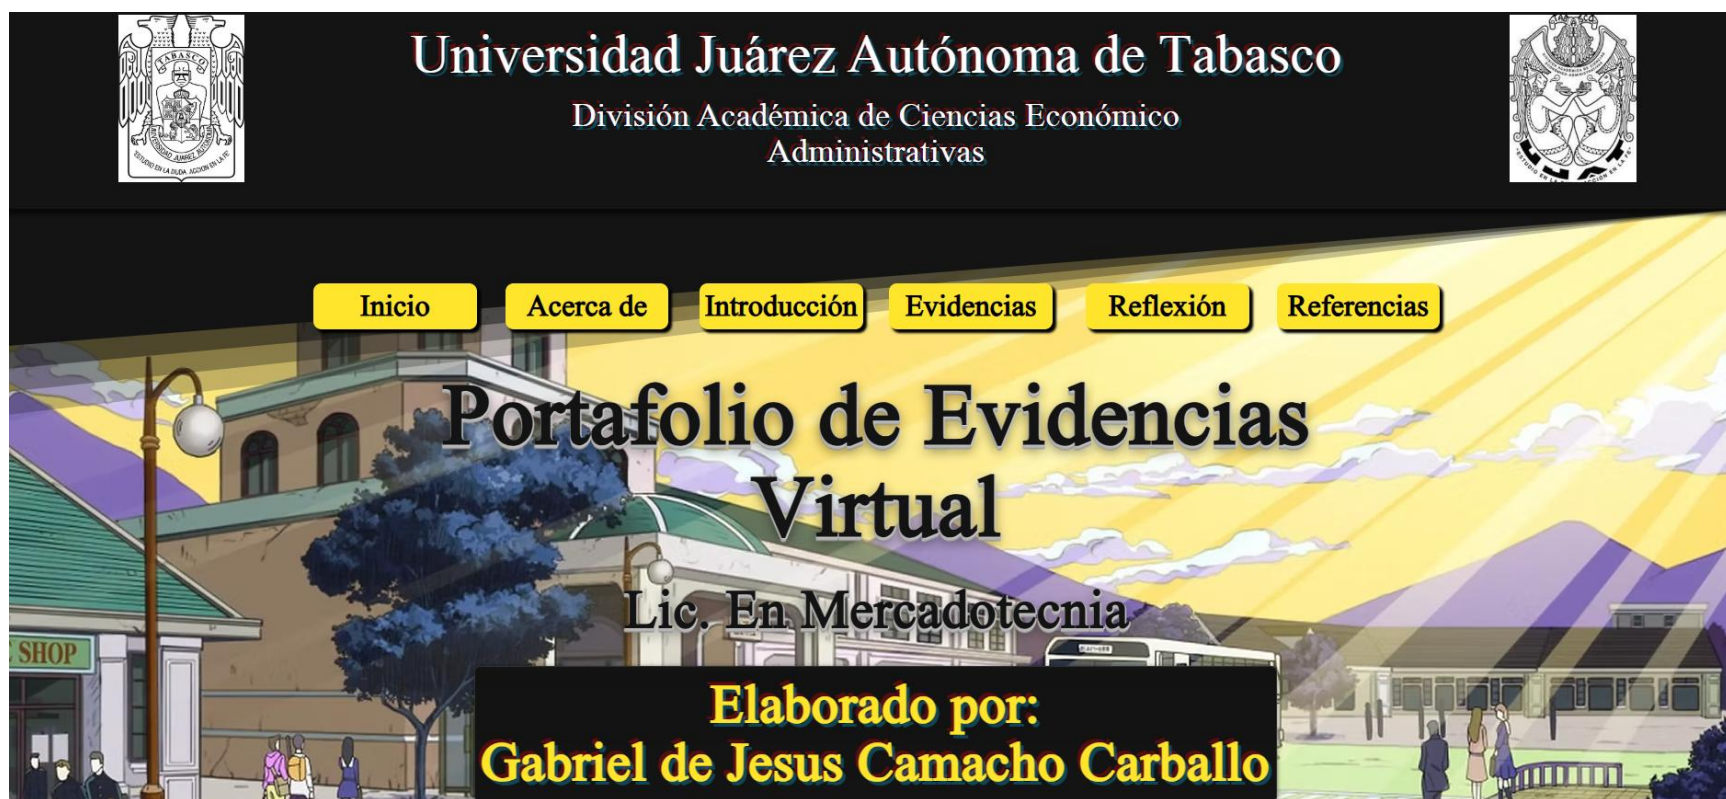 Universidad Juárez Autónoma de Tabasco
División Académica de Ciencias Económico
Administrativas
TABASCO
Inicio
Acerca de
Introducción
Evidencias
Reflexión
Referencias
Portafolio de Evidencias
Virtual
Lic. En Mercadotecnia
SHOP
Elaborado por:
Gabriel de Jesus Camacho Carballo